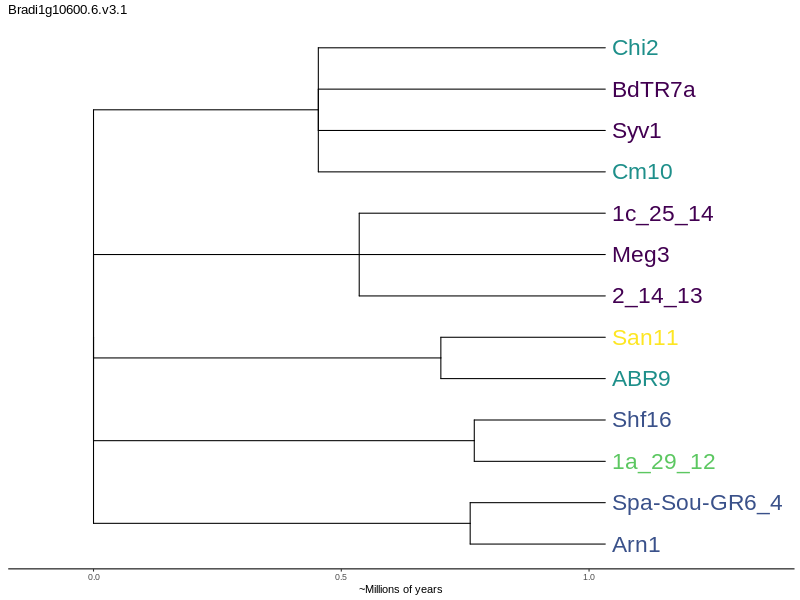 Bradi1g10600.6.v3.1
Chi2
BdTR7a
Syv1
Cm10
1c_25_14
Meg3
2_14_13
San11
ABR9
Shf16
1a_29_12
Spa-Sou-GR6_4
Arn1
0.0 0.5 1.0
~Millions of years